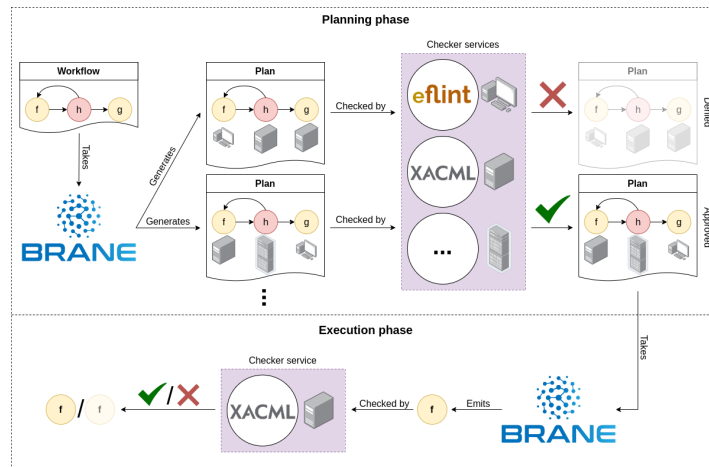 Planning phase
Checker services
Workflow
f
h
g
Takes
BRANE
Generates
Generates
Plan
f
h
g
Checked by
Plan
f
h
g
Checked by
⋮
eflint
XACML
...
Plan
f
h
g
Denied
Plan
f
h
g
Approved
Takes
Execution phase
Checker service
f / f
/
XACML
Checked by
f
Emits
BRANE